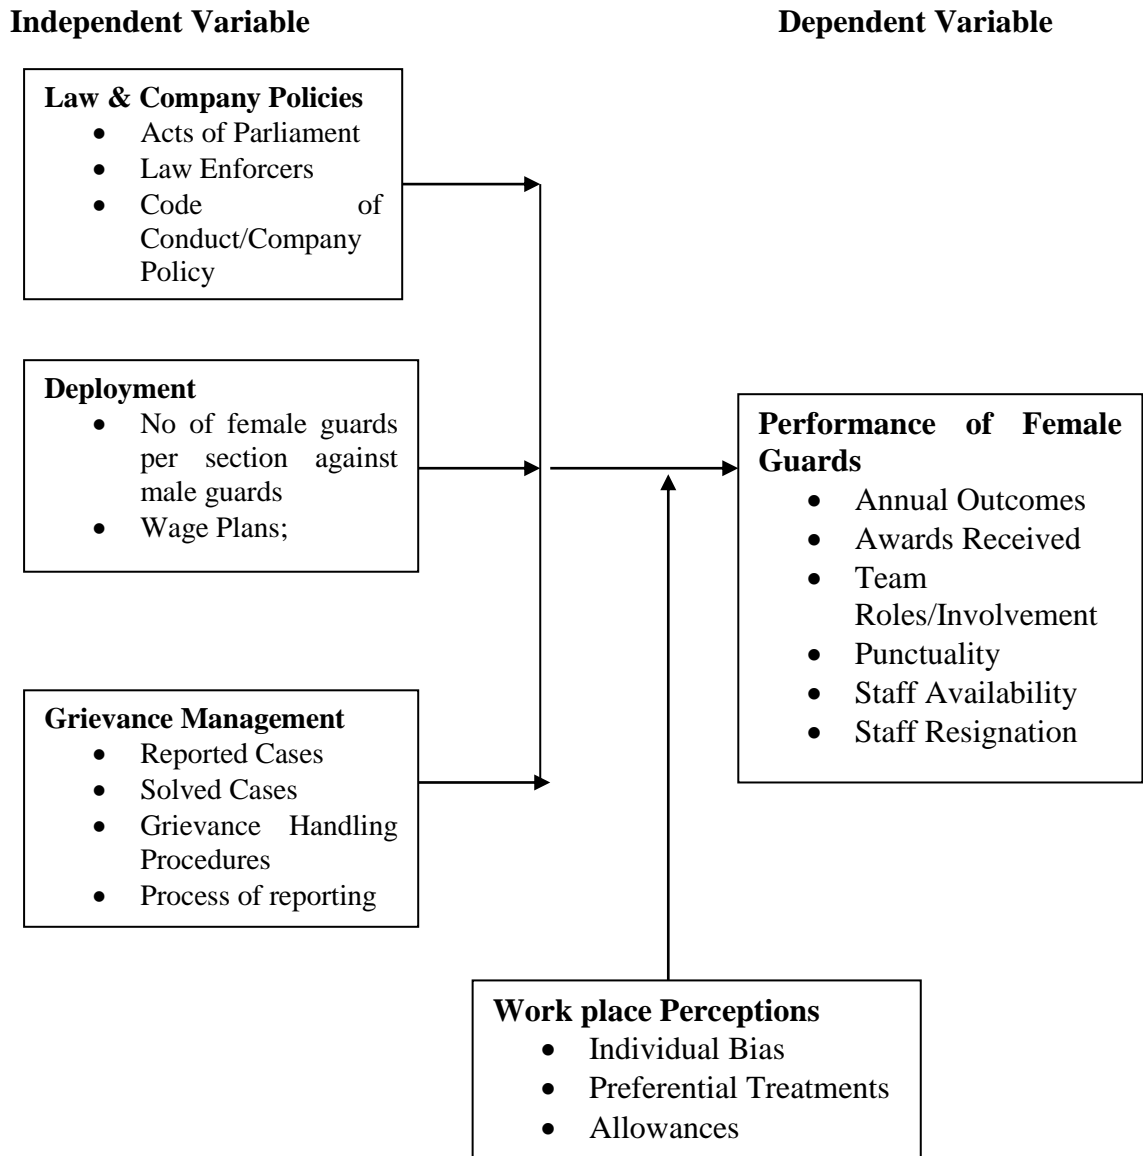 Independent Variable
Dependent Variable
Law & Company Policies
• Acts of Parliament
• Law Enforcers
• Code of
Conduct/Company
Policy
Deployment
• No of female guards
per section against
male guards
• Wage Plans;
Grievance Management
• Reported Cases
• Solved Cases
• Grievance Handling
Procedures
• Process of reporting
Performance of Female
Guards
• Annual Outcomes
• Awards Received
• Team
Roles/Involvement
• Punctuality
• Staff Availability
• Staff Resignation
Work place Perceptions
• Individual Bias
• Preferential Treatments
• Allowances